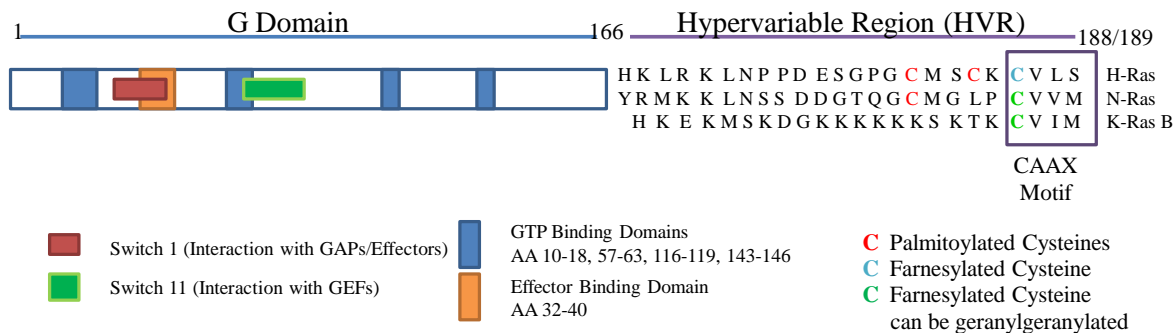 1 G Domain 166 Hypervariable Region (HVR) 188/189
H K L R K L N P P D E S G P G C M S C K C V L S H-Ras
Y R M K K L N S S D D G T Q G C M G L P C V V M N-Ras
H K E K M S K D G K K K K K K S K T K C V I M K-Ras B
CAAX
Motif
Switch 1 (Interaction with GAPs/Effectors)
Switch 11 (Interaction with GEFs)
GTP Binding Domains
AA 10-18, 57-63, 116-119, 143-146
Effector Binding Domain
AA 32-40
C Palmitoylated Cysteines
C Farnesylated Cysteine
C Farnesylated Cysteine
can be geranylgeranylated